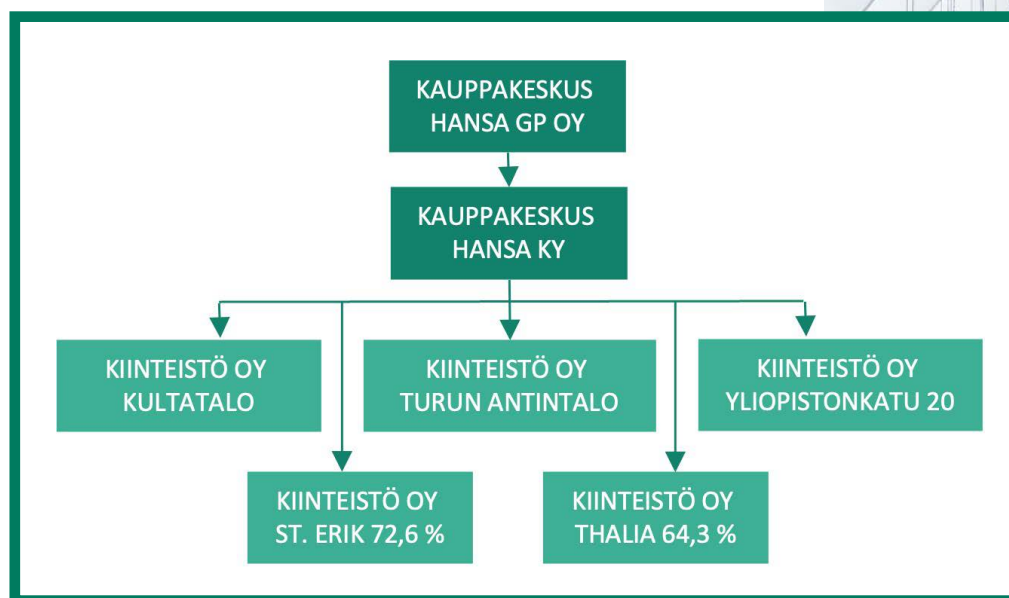 KAUPPAKESKUS
HANSA GP OY
KAUPPAKESKUS
HANSA KY
KIINTEISTÖ OY
KULTATALO
KIINTEISTÖ OY
TURUN ANTINTALO
KIINTEISTÖ OY
YLIOPISTONKATU 20
KIINTEISTÖ OY
ST. ERIK 72,6 %
KIINTEISTÖ OY
THALIA 64,3 %